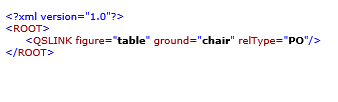 <?xml version="1.0"?>
<ROOT>
<QSLINK figure="table" ground="chair" relType="PO"/>
</ROOT>